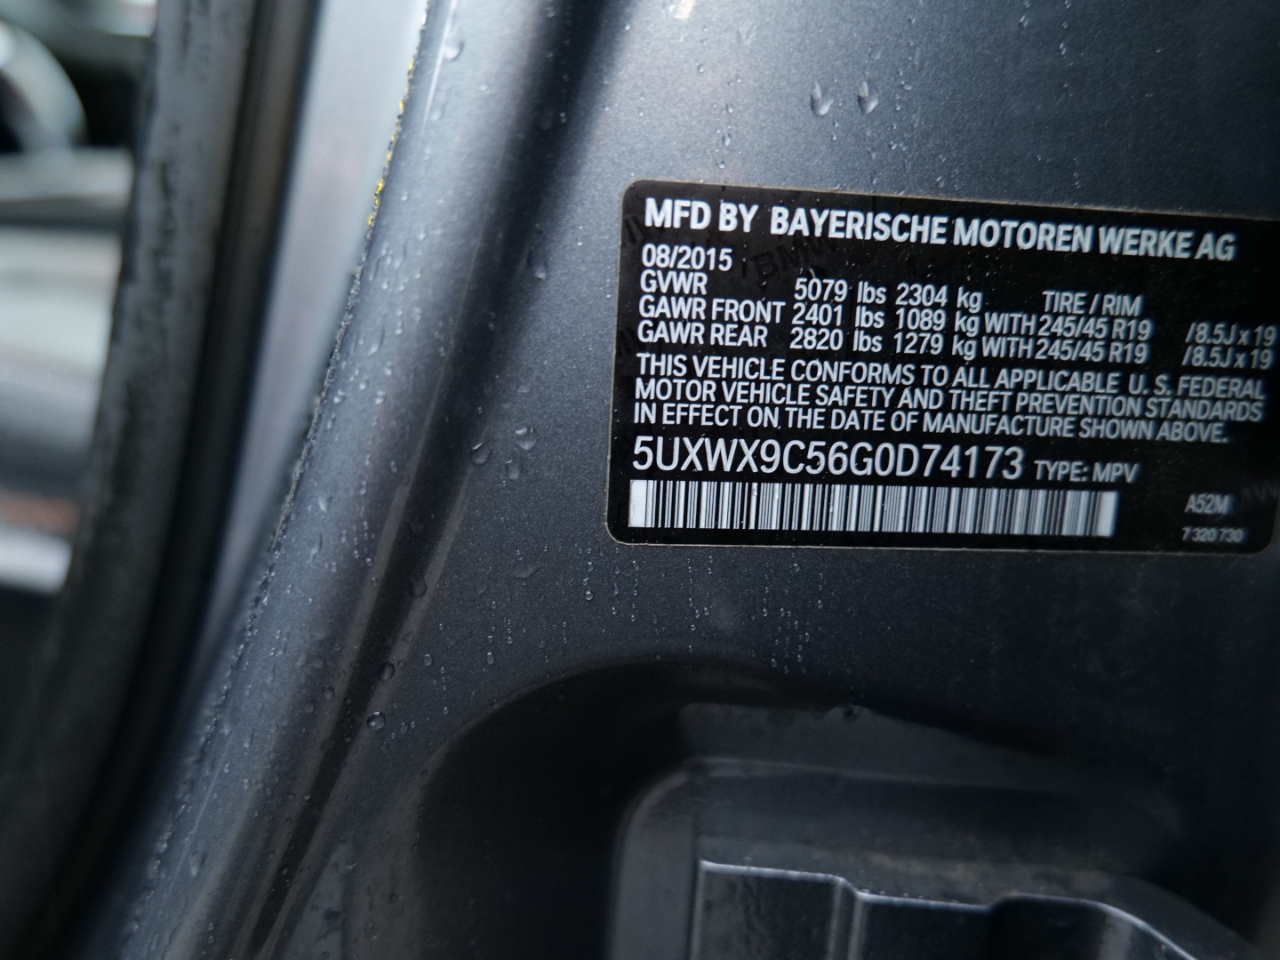 MFD BY BAYERISCHE MOTOREN WERKE AG
08/2015
GVWR 5079 lbs 2304 kg TIRE / RIM
GAWR FRONT 2401 lbs 1089 kg WITH 245/45 R19 /8.5J x 19
GAWR REAR 2820 lbs 1279 kg WITH 245/45 R19 /8.5J x 19
THIS VEHICLE CONFORMS TO ALL APPLICABLE U. S. FEDERAL
MOTOR VEHICLE SAFETY AND THEFT PREVENTION STANDARDS
IN EFFECT ON THE DATE OF MANUFACTURE SHOWN ABOVE.
5UXWX9C56G0D74173 TYPE: MPV
A52M
7 320 730